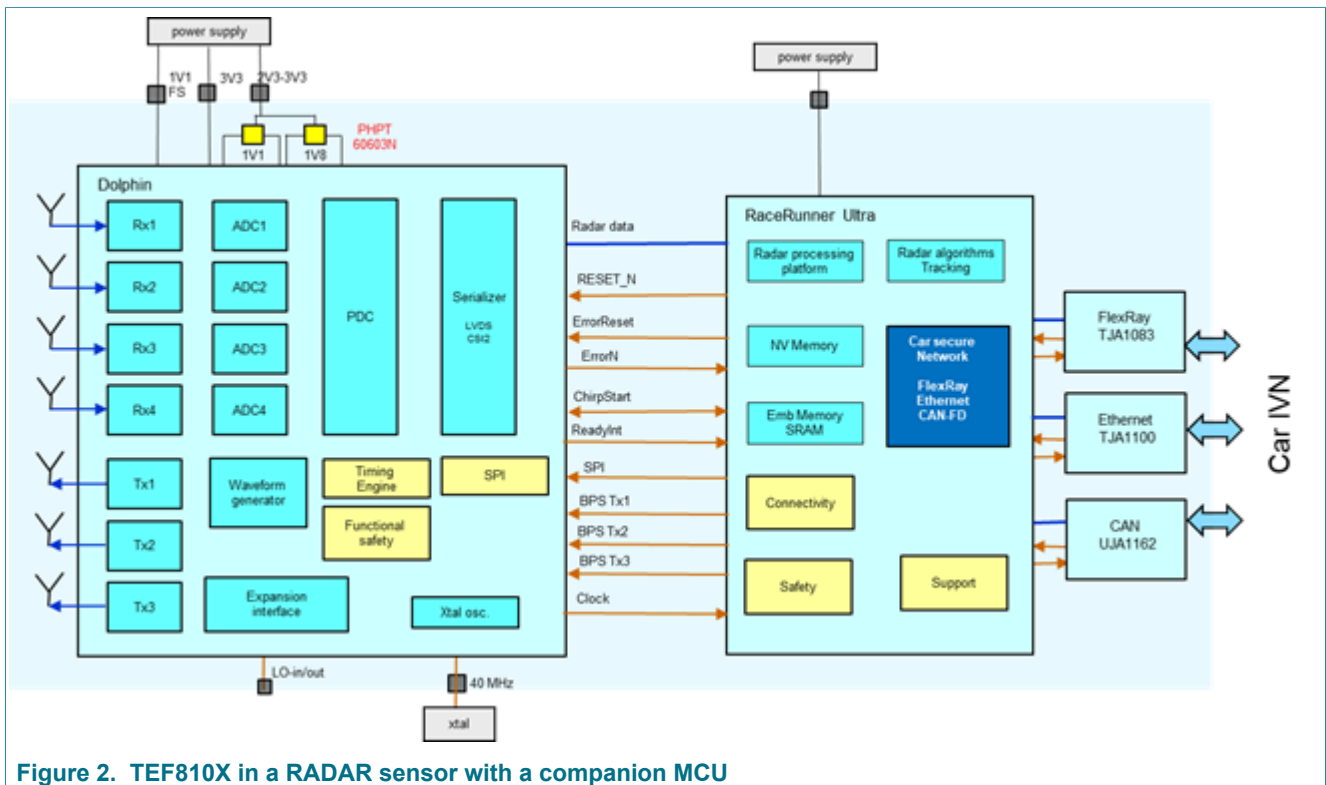 power supply
power supply
1V1
FS
3V3
2V3-3V3
PHPT
60603N
1V1
1V8
Dolphin
Rx1
ADC1
Rx2
ADC2
Rx3
ADC3
Rx4
ADC4
PDC
Serializer
LVDS
CSI2
Tx1
Tx2
Tx3
Waveform
generator
Timing
Engine
Functional
safety
SPI
Expansion
interface
Xtal osc.
LO-in/out
40 MHz
xtal
Radar data
RESET_N
ErrorReset
ErrorN
ChirpStart
ReadyInt
SPI
BPS Tx1
BPS Tx2
BPS Tx3
Clock
RaceRunner Ultra
Radar processing
platform
Radar algorithms
Tracking
NV Memory
Car secure
Network
FlexRay
Ethernet
CAN-FD
Emb Memory
SRAM
Connectivity
Safety
Support
FlexRay
TJA1083
Ethernet
TJA1100
CAN
UJA1162
Car IVN
Figure 2. TEF810X in a RADAR sensor with a companion MCU